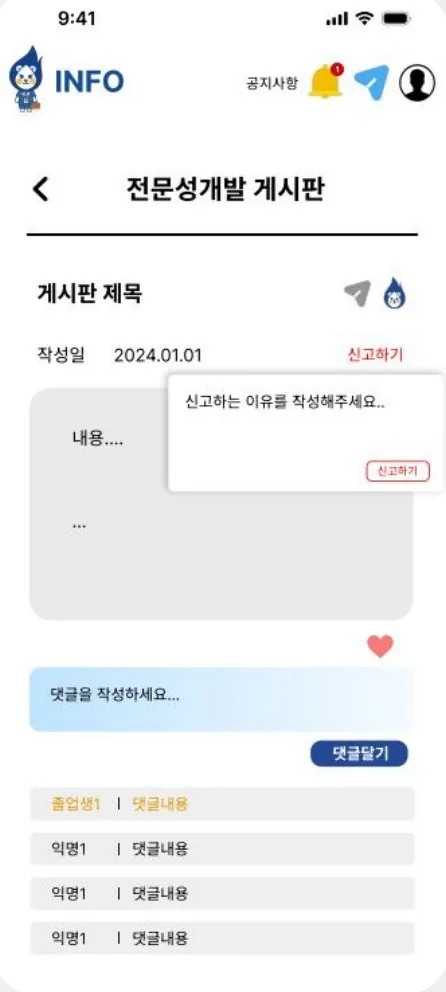 9:41
INFO
공지사항
1
전문성개발 게시판
게시판 제목
작성일 2024.01.01 신고하기
신고하는 이유를 작성해주세요..
신고하기
내용....
...
댓글을 작성하세요...
댓글달기
졸업생1 | 댓글내용
익명1 | 댓글내용
익명1 | 댓글내용
익명1 | 댓글내용